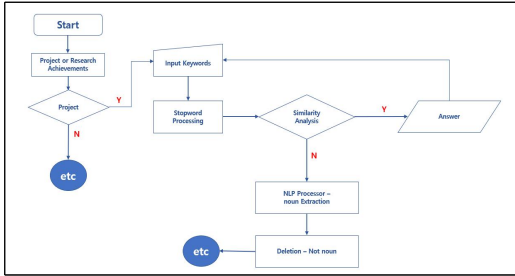 Start
Project or Research
Achievements
Project
Y
N
etc
Input Keywords
Stopword
Processing
Similarity
Analysis
Y
N
Answer
NLP Processor –
noun Extraction
Deletion – Not noun
etc